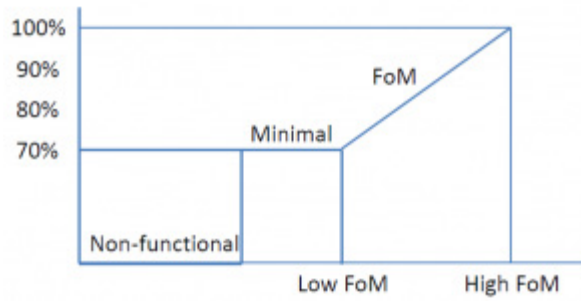 100%
90%
FoM
80%
Minimal
70%
Non-functional
Low FoM High FoM